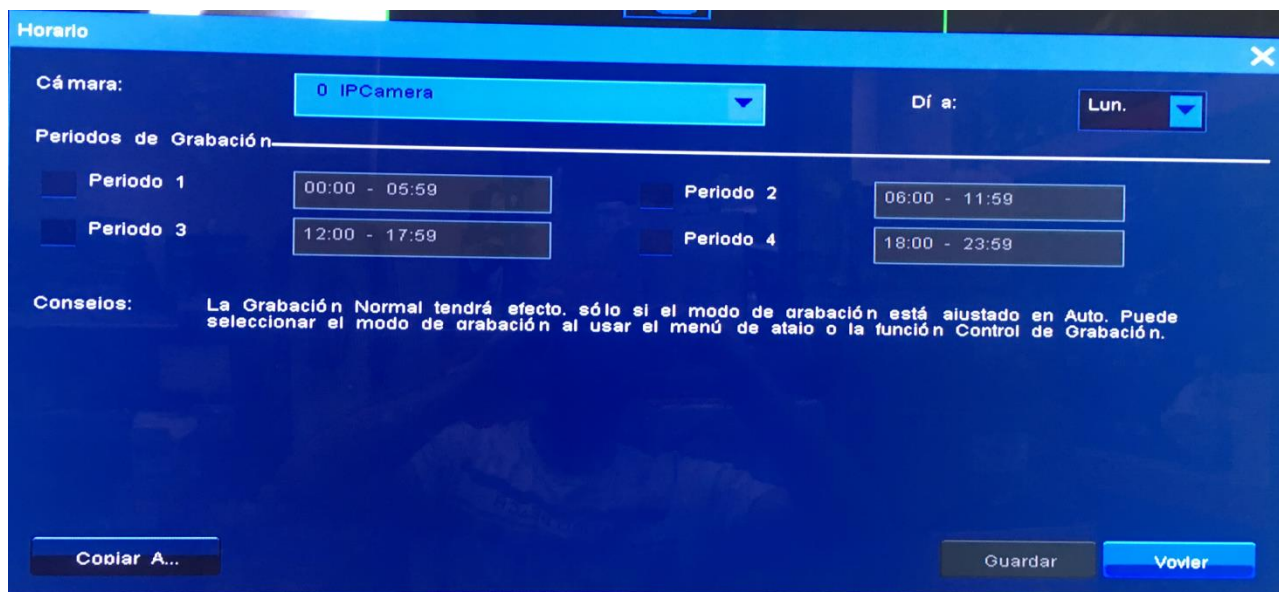 Horario
Cámara: 0 IPCamera Día: Lun.
Periodos de Grabación
Periodo 1 00:00 - 05:59 Periodo 2 06:00 - 11:59
Periodo 3 12:00 - 17:59 Periodo 4 18:00 - 23:59
Conseios: La Grabación Normal tendrá efecto. sólo si el modo de grabación está aiustado en Auto. Puede
seleccionar el modo de grabación al usar el menú de ataio o la función Control de Grabación.
Copiar A... Guardar Vovler